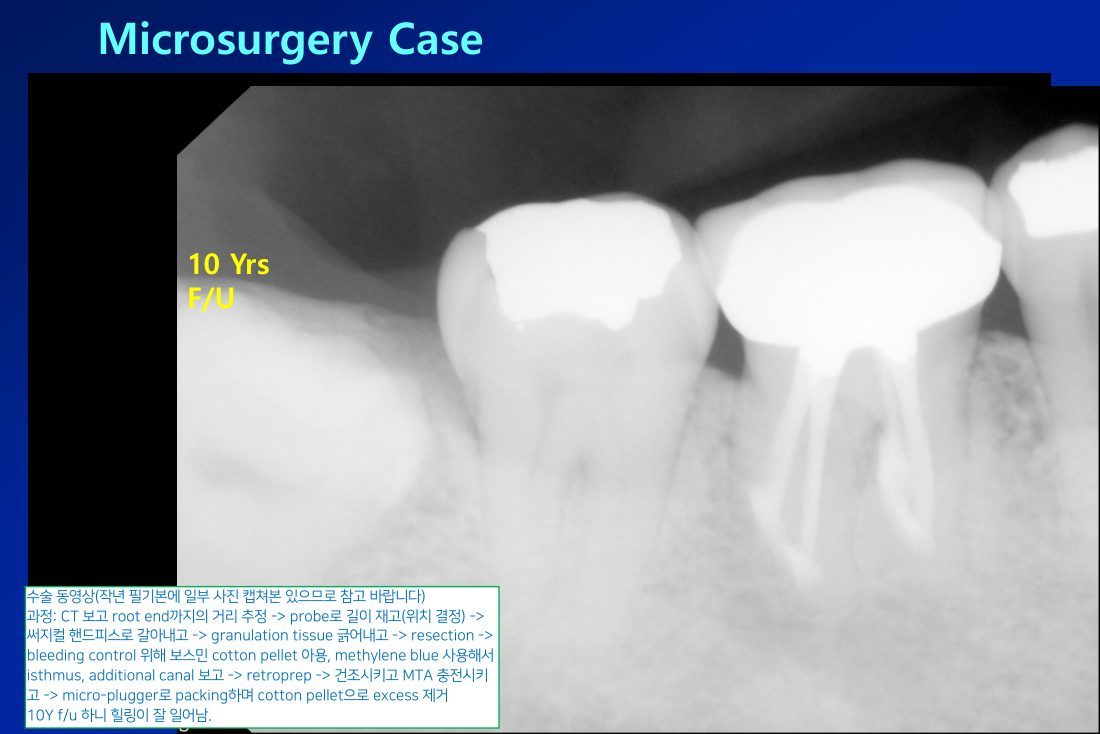 Microsurgery Case
10 Yrs
F/U
수술 동영상(작년 필기본에 일부 사진 캡쳐본 있으므로 참고 바랍니다)
과정: CT 보고 root end까지의 거리 추정 -> probe로 길이 재고(위치 결정) ->
써지컬 핸드피스로 갈아내고 -> granulation tissue 긁어내고 -> resection ->
bleeding control 위해 보스민 cotton pellet 아용, methylene blue 사용해서
isthmus, additional canal 보고 -> retroprep -> 건조시키고 MTA 충전시키
고 -> micro-plugger로 packing하며 cotton pellet으로 excess 제거
10Y f/u 하니 힐링이 잘 일어남.